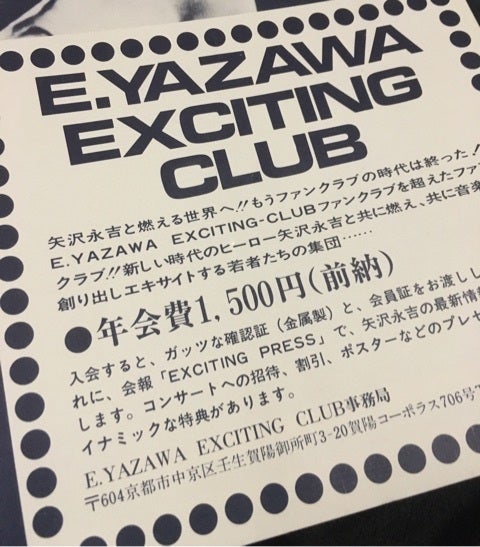 E.YAZAWA
EXCITING
CLUB
矢沢永吉と燃える世界へ!!もうファンクラブの時代は終った!!
E.YAZAWA EXCITING-CLUBファンクラブを超えたファ
クラブ!!新しい時代のヒーロー矢沢永吉と共に燃え、共に音楽
創り出しエキサイトする若者たちの集団……
●年会費1,500円(前納)
入会すると、ガッツな確認証(金属製)と、会員証をお渡しし
れに、会報「EXCITING PRESS」で、矢沢永吉の最新情報
します。コンサートへの招待、割引、ポスターなどのプレゼ
イナミックな特典があります。
E.YAZAWA EXCITING CLUB事務局
〒604京都市中京区壬生賀陽御所町3-20賀陽コーポラス706号